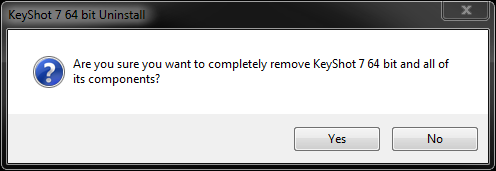 KeyShot 7 64 bit Uninstall
Are you sure you want to completely remove KeyShot 7 64 bit and all of
its components?
Yes No